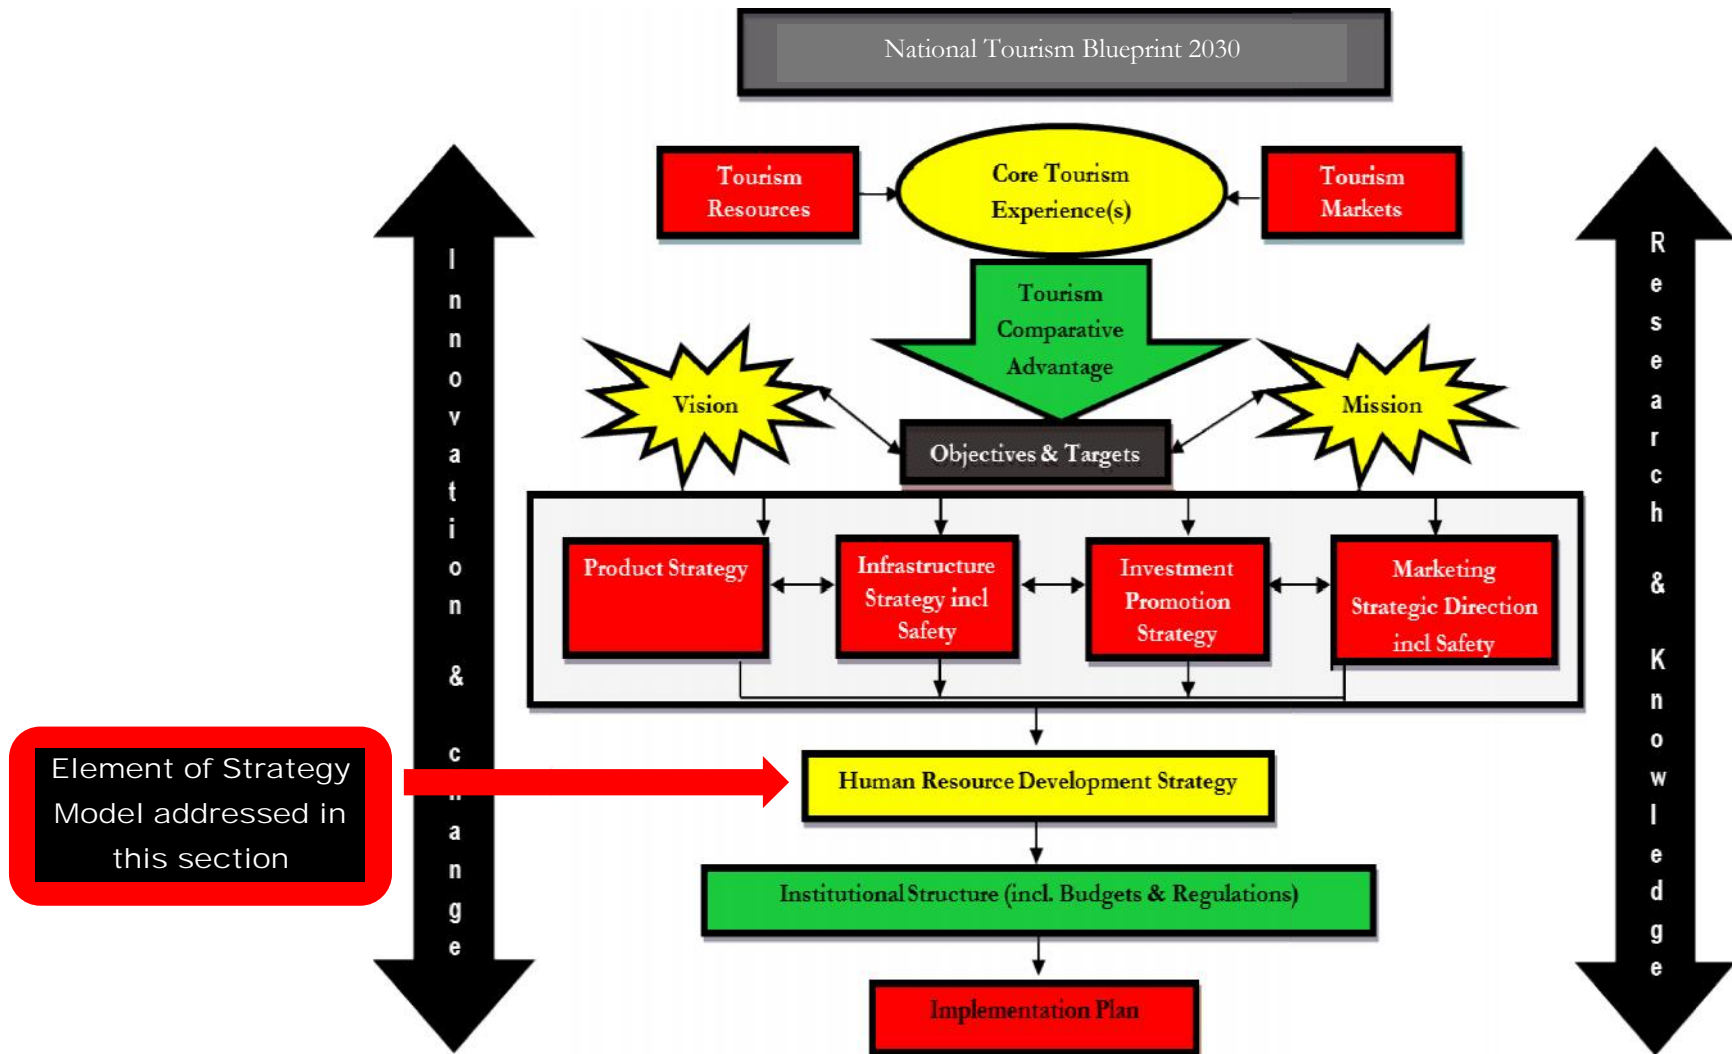 National Tourism Blueprint 2030
Tourism
Resources
Core Tourism
Experience(s)
Tourism
Markets
Tourism
Comparative
Advantage
Vision
Mission
Objectives & Targets
Product Strategy
Infrastructure
Strategy incl
Safety
Investment
Promotion
Strategy
Marketing
Strategic Direction
incl Safety
Innovation & change
Research & Knowledge
Element of Strategy
Model addressed in
this section
Human Resource Development Strategy
Institutional Structure (incl. Budgets & Regulations)
Implementation Plan